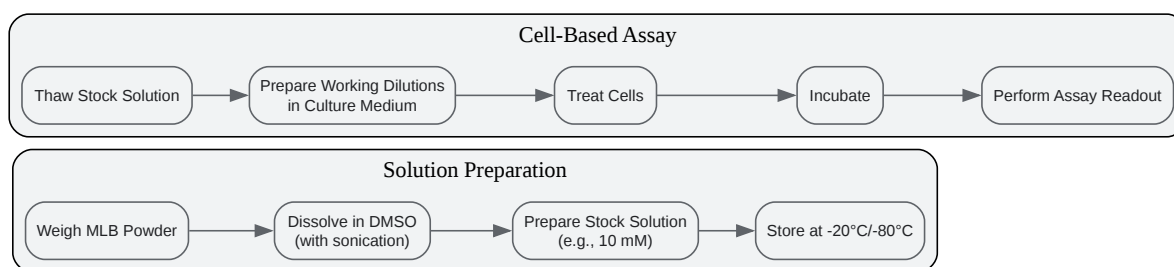 Cell-Based Assay
Thaw Stock Solution
Prepare Working Dilutions
in Culture Medium
Treat Cells
Incubate
Perform Assay Readout
Solution Preparation
Weigh MLB Powder
Dissolve in DMSO
(with sonication)
Prepare Stock Solution
(e.g., 10 mM)
Store at -20°C/-80°C